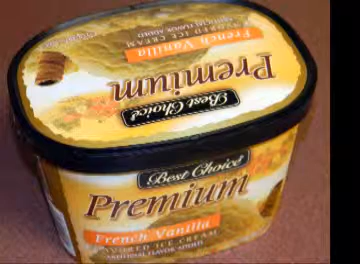 ARTIFICIAL FLAVOR ADDED
FLAVORED ICE CREAM
French Vanilla
Premium
Best Choice
Best Choice
Premium
French Vanilla
FLAVORED ICE CREAM
ARTIFICIAL FLAVOR ADDED